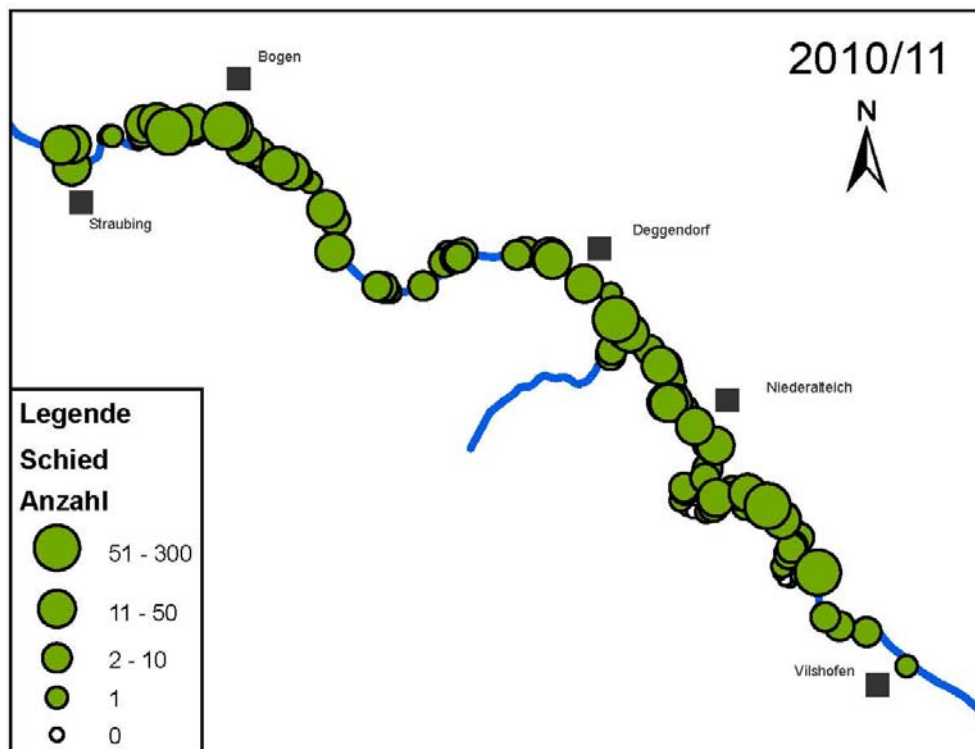 2010/11
N
Bogen
Straubing
Deggendorf
Niederalteich
Vilshofen
Legende
Schied
Anzahl
51 - 300
11 - 50
2 - 10
1
0